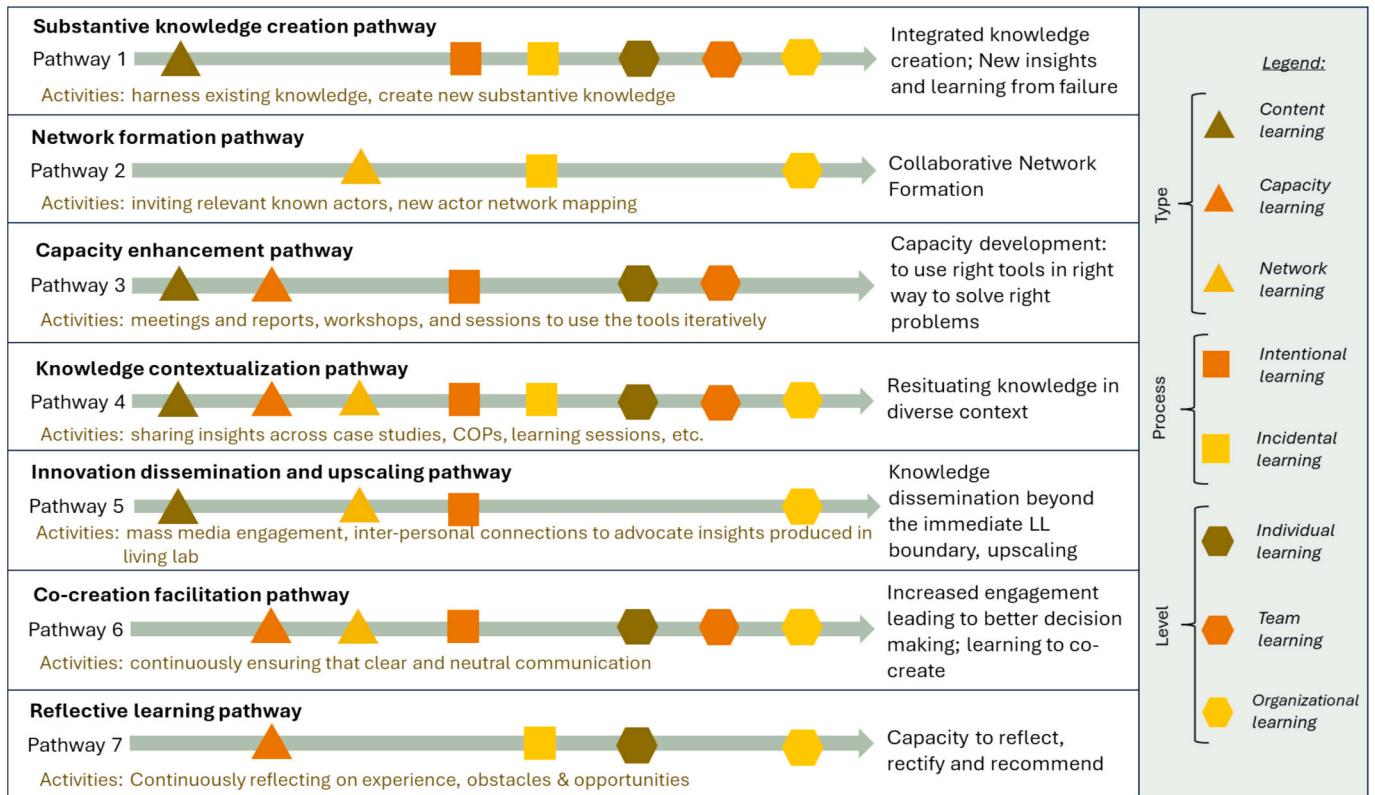 Substantive knowledge creation pathway
Pathway 1
Activities: harness existing knowledge, create new substantive knowledge
Integrated knowledge
creation; New insights
and learning from failure
Network formation pathway
Pathway 2
Activities: inviting relevant known actors, new actor network mapping
Collaborative Network
Formation
Capacity enhancement pathway
Pathway 3
Activities: meetings and reports, workshops, and sessions to use the tools iteratively
Capacity development:
to use right tools in right
way to solve right
problems
Knowledge contextualization pathway
Pathway 4
Activities: sharing insights across case studies, COPs, learning sessions, etc.
Resituating knowledge in
diverse context
Innovation dissemination and upscaling pathway
Pathway 5
Activities: mass media engagement, inter-personal connections to advocate insights produced in
living lab
Knowledge
dissemination beyond
the immediate LL
boundary, upscaling
Co-creation facilitation pathway
Pathway 6
Activities: continuously ensuring that clear and neutral communication
Increased engagement
leading to better decision
making; learning to co-
create
Reflective learning pathway
Pathway 7
Activities: Continuously reflecting on experience, obstacles & opportunities
Capacity to reflect,
rectify and recommend
Legend:
Type
Content
learning
Capacity
learning
Network
learning
Process
Intentional
learning
Incidental
learning
Level
Individual
learning
Team
learning
Organizational
learning